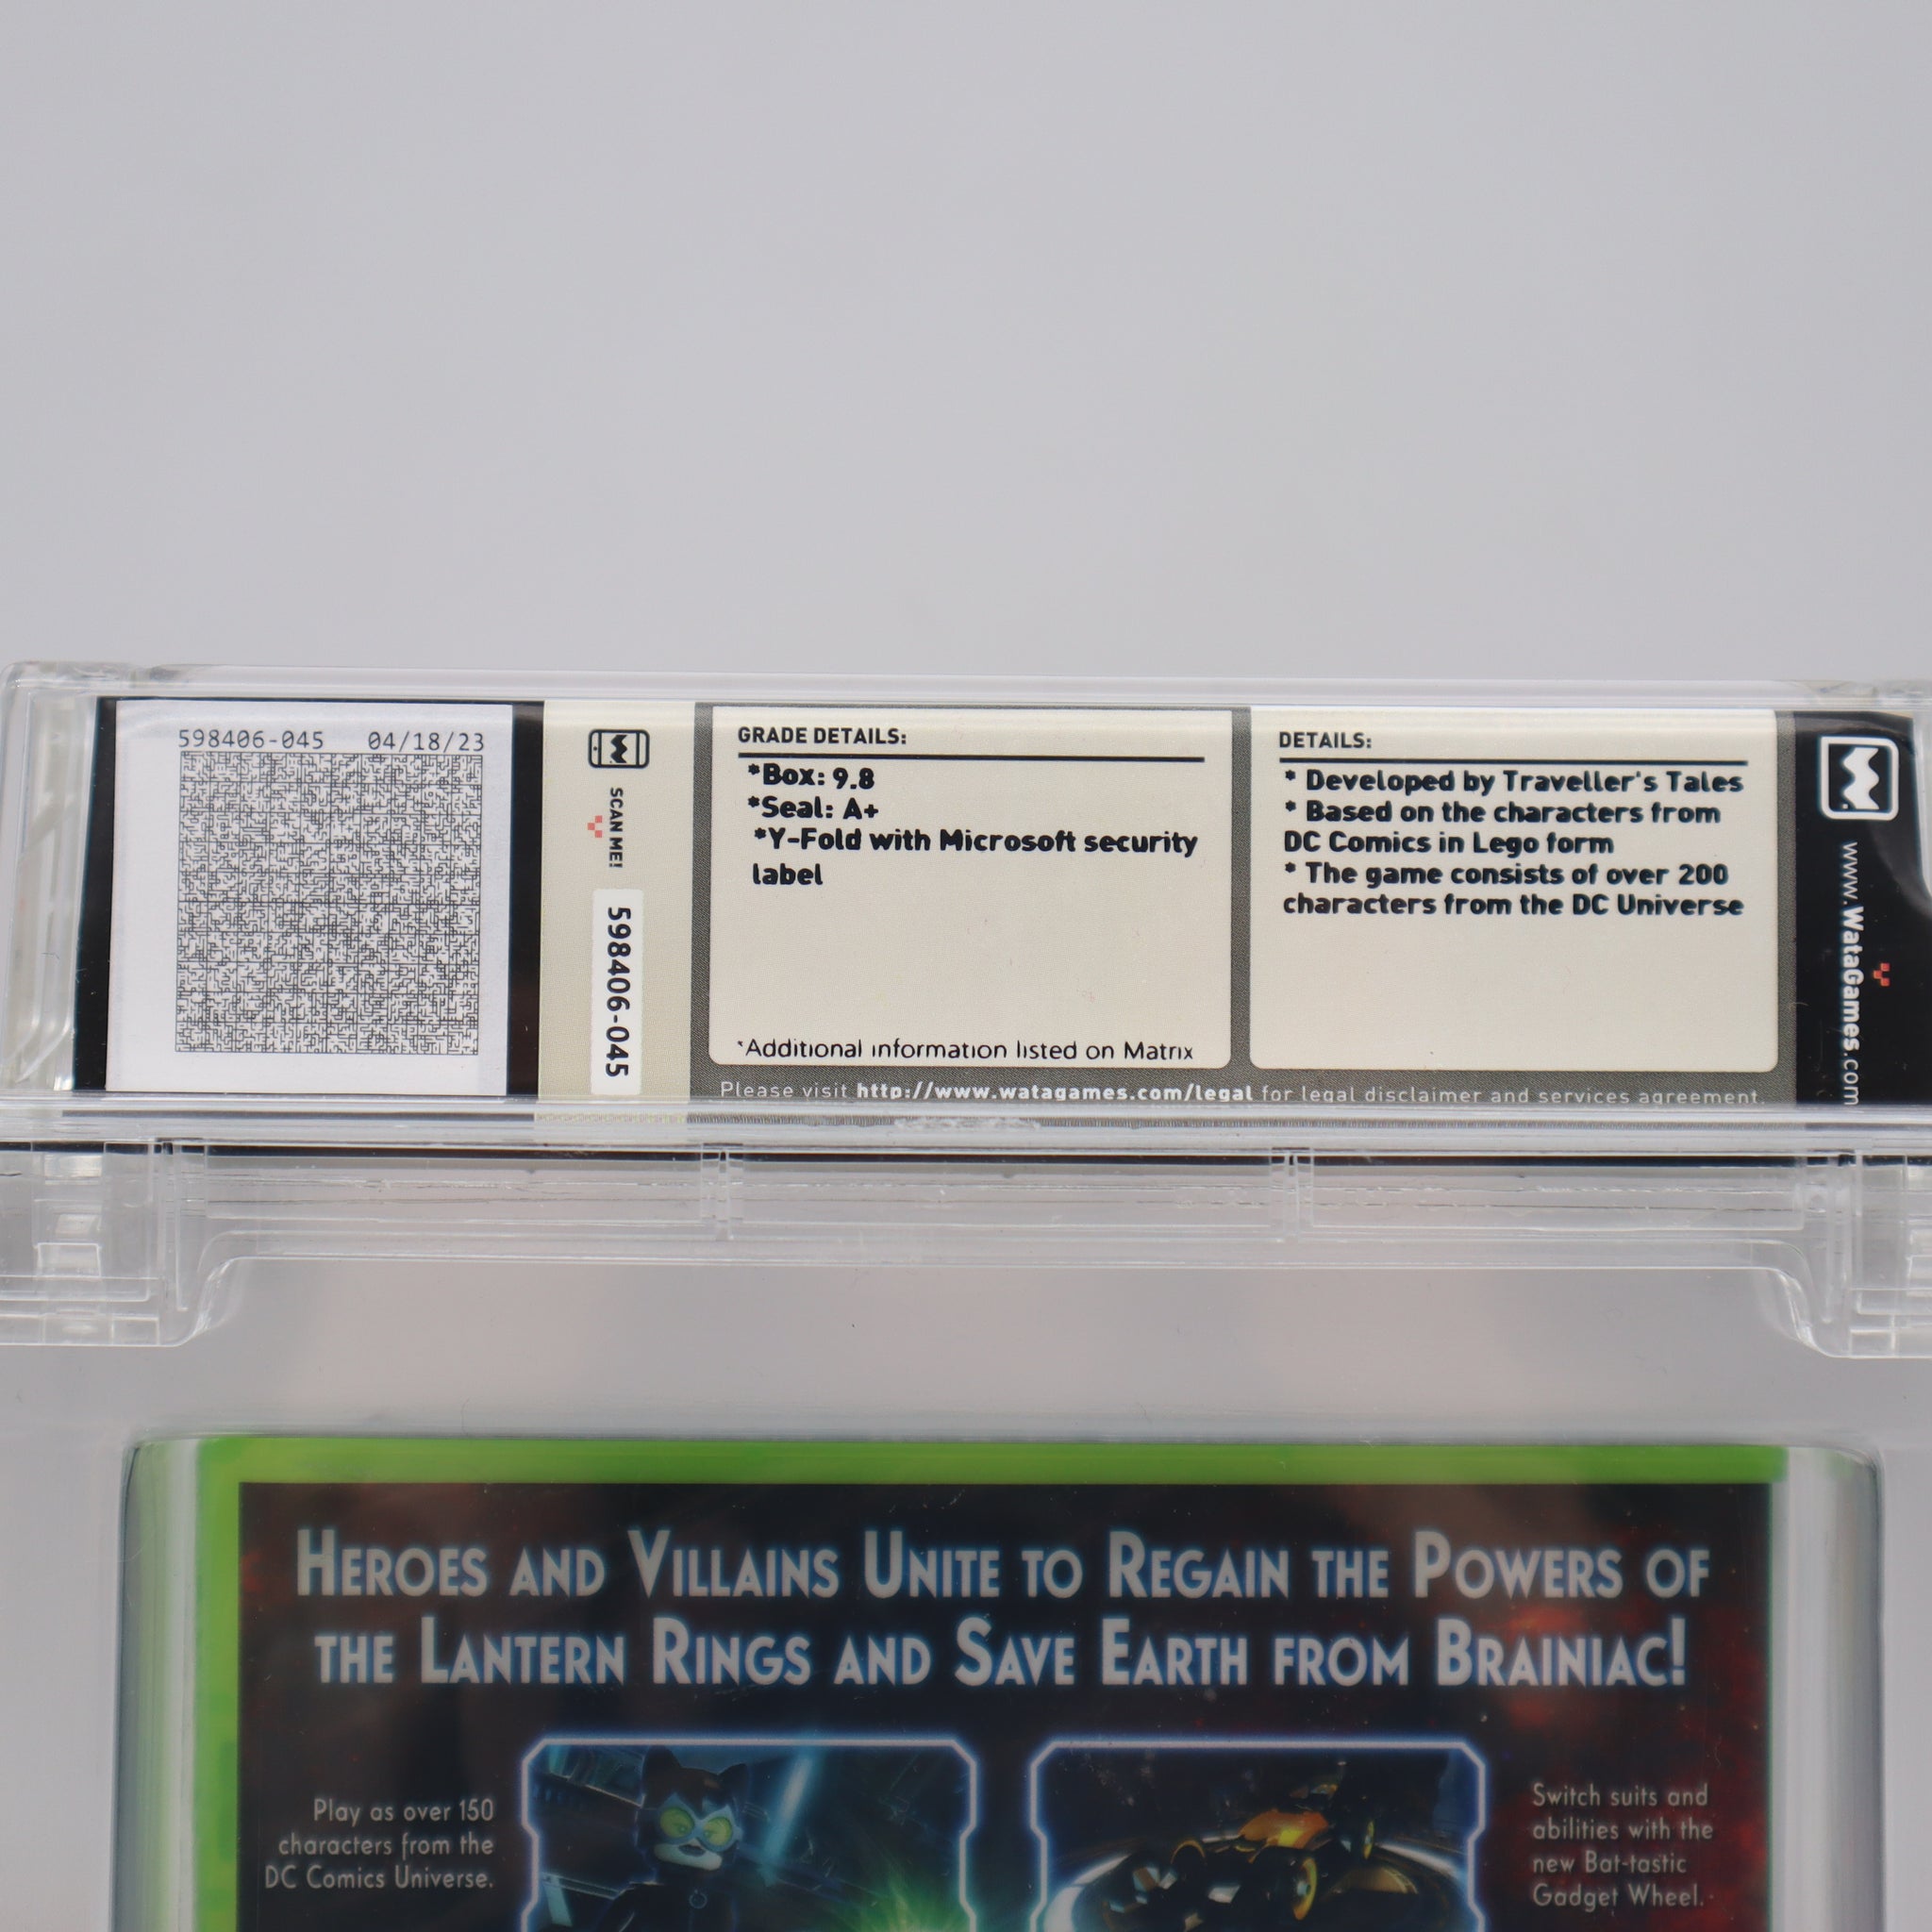 598406-045 04/18/23
SCAN ME!
598406-045
GRADE DETAILS:
*Box: 9.8
*Seal: A+
*Y-Fold with Microsoft security
label
*Additional information listed on Matrix
DETAILS:
* Developed by Traveller's Tales
* Based on the characters from
DC Comics in Lego form
* The game consists of over 200
characters from the DC Universe
Please visit http://www.watagames.com/legal for legal disclaimer and services agreement.
www.WataGames.com
HEROES AND VILLAINS UNITE TO REGAIN THE POWERS OF
THE LANTERN RINGS AND SAVE EARTH FROM BRAINIAC!
Play as over 150
characters from the
DC Comics Universe.
Switch suits and
abilities with the
new Bat-tastic
Gadget Wheel.